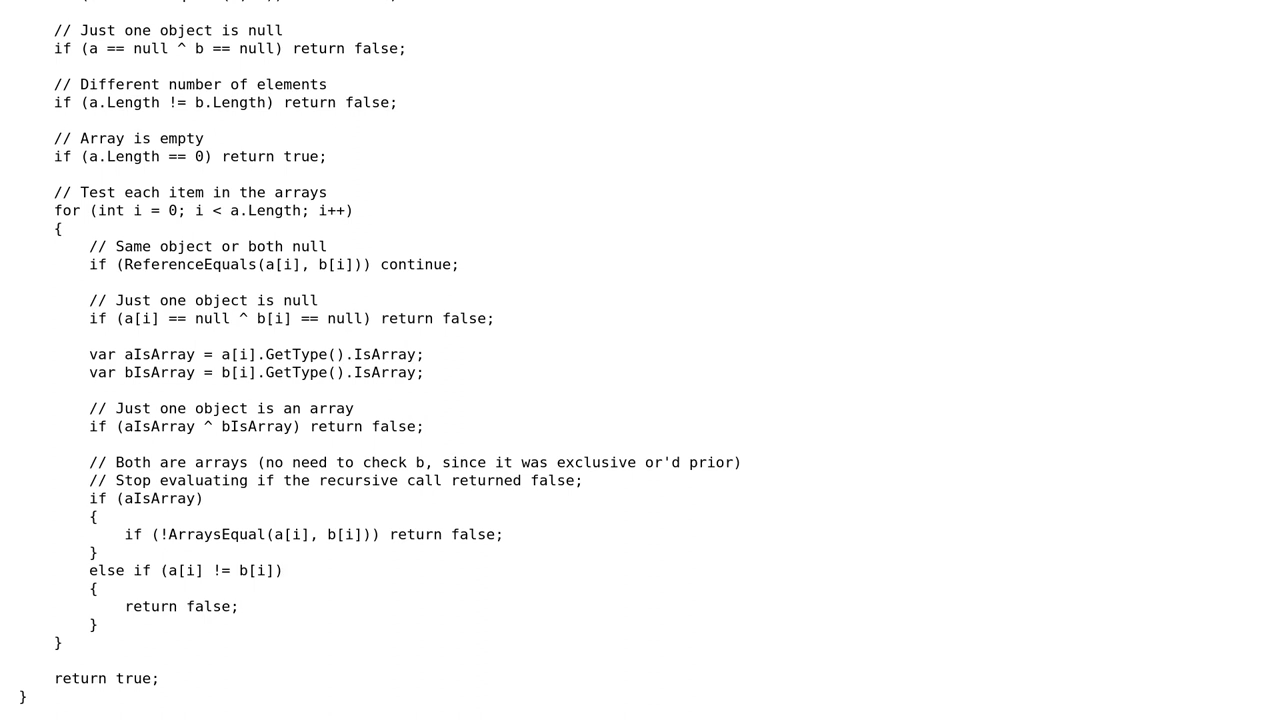 // Just one object is null
if (a == null ^ b == null) return false;
// Different number of elements
if (a.Length != b.Length) return false;
// Array is empty
if (a.Length == 0) return true;
// Test each item in the arrays
for (int i = 0; i < a.Length; i++)
{
// Same object or both null
if (ReferenceEquals(a[i], b[i])) continue;
// Just one object is null
if (a[i] == null ^ b[i] == null) return false;
var aIsArray = a[i].GetType().IsArray;
var bIsArray = b[i].GetType().IsArray;
// Just one object is an array
if (aIsArray ^ bIsArray) return false;
// Both are arrays (no need to check b, since it was exclusive or'd prior)
// Stop evaluating if the recursive call returned false;
if (aIsArray)
{
if (!ArraysEqual(a[i], b[i])) return false;
}
else if (a[i] != b[i])
{
return false;
}
}
return true;
}